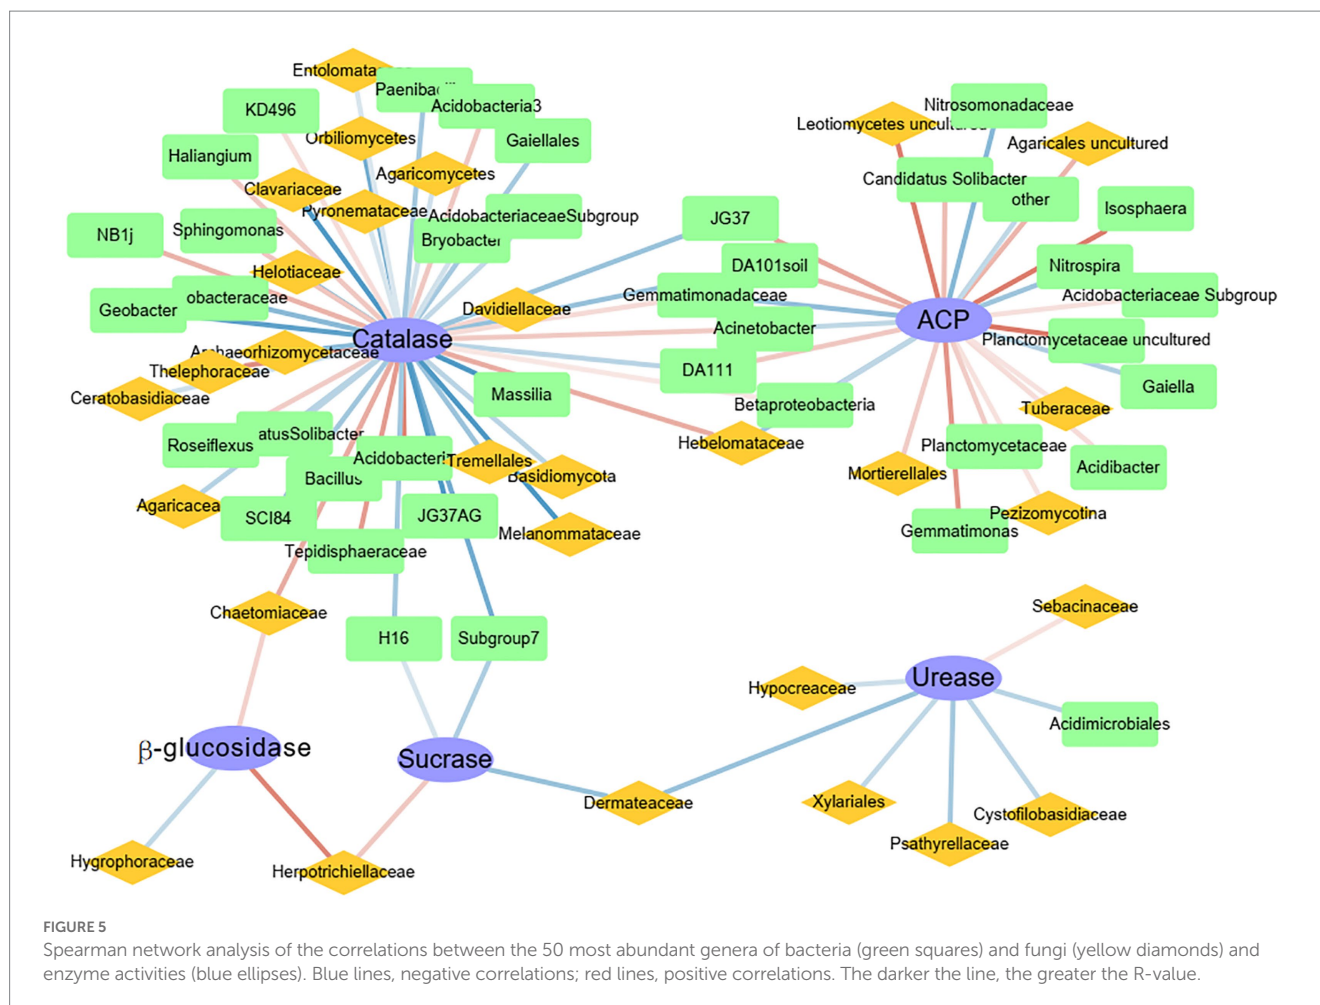 Entolomata
Paenibac
KD496
Acidobacteria3
Nitrosomonadaceae
Leotiomycetes uncultured
Orbiliomycetes
Gaiellales
Agaricales uncultured
Haliangium
Agaricomycetes
Candidatus Solibacter
Clavariaceae
other
Isosphaera
Pyronemataceae
AcidobacteriaceaeSubgroup
JG37
NB1j
Sphingomonas
Bryobacter
DA101soil
Nitrospira
Helotiaceae
Gemmatimonadaceae
Acidobacteriaceae Subgroup
obacteraceae
Geobacter
Davidiellaceae
ACP
Acinetobacter
Catalase
Planctomycetaceae uncultured
Archaeorhizomycetaceae
Thelephoraceae
DA111
Gaiella
Ceratobasidiaceae
Massilia
Betaproteobacteria
Tuberaceae
Roseiflexus
atusSolibacter
Hebelomataceae
Planctomycetaceae
Acidobacteri
Tremellales
Acidibacter
Mortierellales
Bacillus
Basidiomycota
Agaricacea
SCI84
JG37AG
Pezizomycotina
Melanommataceae
Gemmatimonas
Tepidisphaeraceae
Chaetomiaceae
Sebacinaceae
H16
Subgroup7
Urease
Hypocreaceae
Acidimicrobiales
β-glucosidase
Sucrase
Dermateaceae
Xylariales
Cystofilobasidiaceae
Psathyrellaceae
Hygrophoraceae
Herpotrichiellaceae
FIGURE 5
Spearman network analysis of the correlations between the 50 most abundant genera of bacteria (green squares) and fungi (yellow diamonds) and
enzyme activities (blue ellipses). Blue lines, negative correlations; red lines, positive correlations. The darker the line, the greater the R-value.